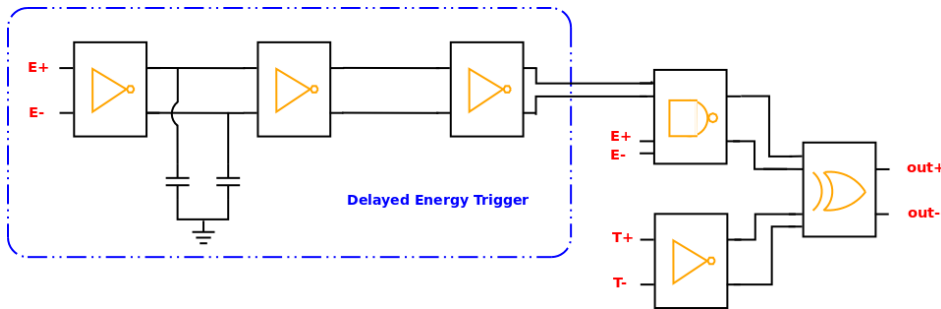 E+
E-
Delayed Energy Trigger
E+
E-
T+
T-
out+
out-